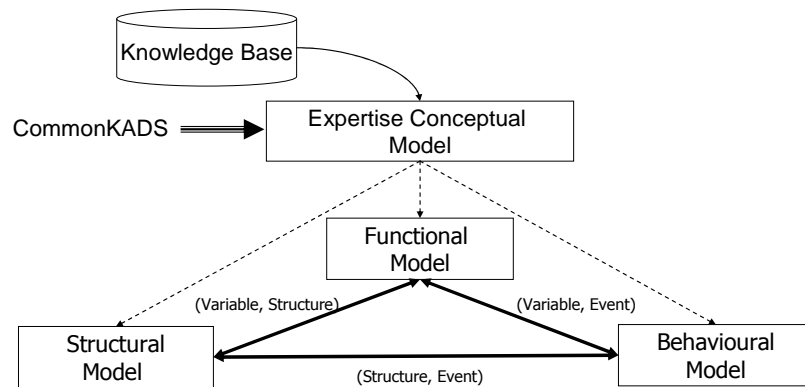 Knowledge Base
CommonKADS
Expertise Conceptual
Model
Functional
Model
(Variable, Structure)
(Variable, Event)
Structural
Model
(Structure, Event)
Behavioural
Model